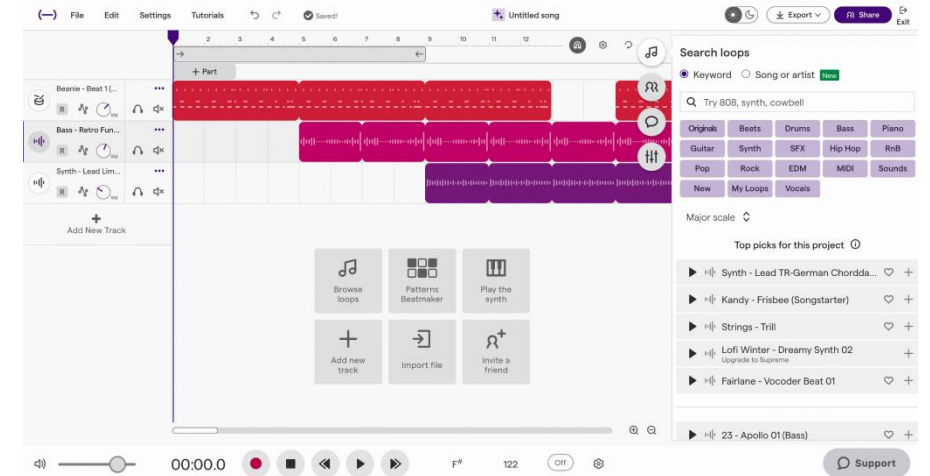 File Edit Settings Tutorials Saved! Untitled song Export Share Exit
2 3 4 5 6 7 8 9 10 11 12
+ Part
Beanie - Beat 1 (...
R Vol
Bass - Retro Fun...
R Vol
Synth - Lead Lim...
R Vol
Add New Track
Browse loops
Patterns Beatmaker
Play the synth
Add new track
Import file
Invite a friend
Search loops
Keyword Song or artist New
Try 808, synth, cowbell
Originals Beats Drums Bass Piano
Guitar Synth SFX Hip Hop RnB
Pop Rock EDM MIDI Sounds
New My Loops Vocals
Major scale
Top picks for this project
Synth - Lead TR-German Chordda...
Kandy - Frisbee (Songstarter)
Strings - Trill
Lofi Winter - Dreamy Synth 02
Upgrade to Supreme
Fairlane - Vocoder Beat 01
23 - Apollo 01 (Bass)
00:00.0 F# 122 Off
Support